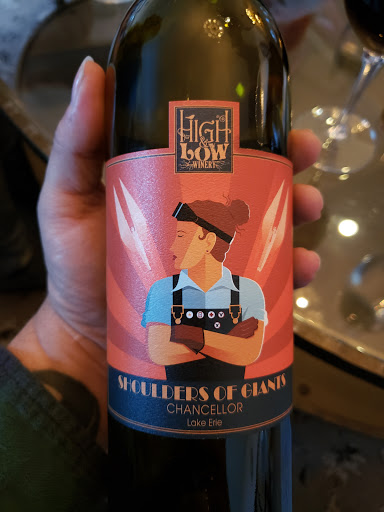 HIGH
&
LOW
WINERY
SHOULDERS OF GIANTS
CHANCELLOR
Lake Erie